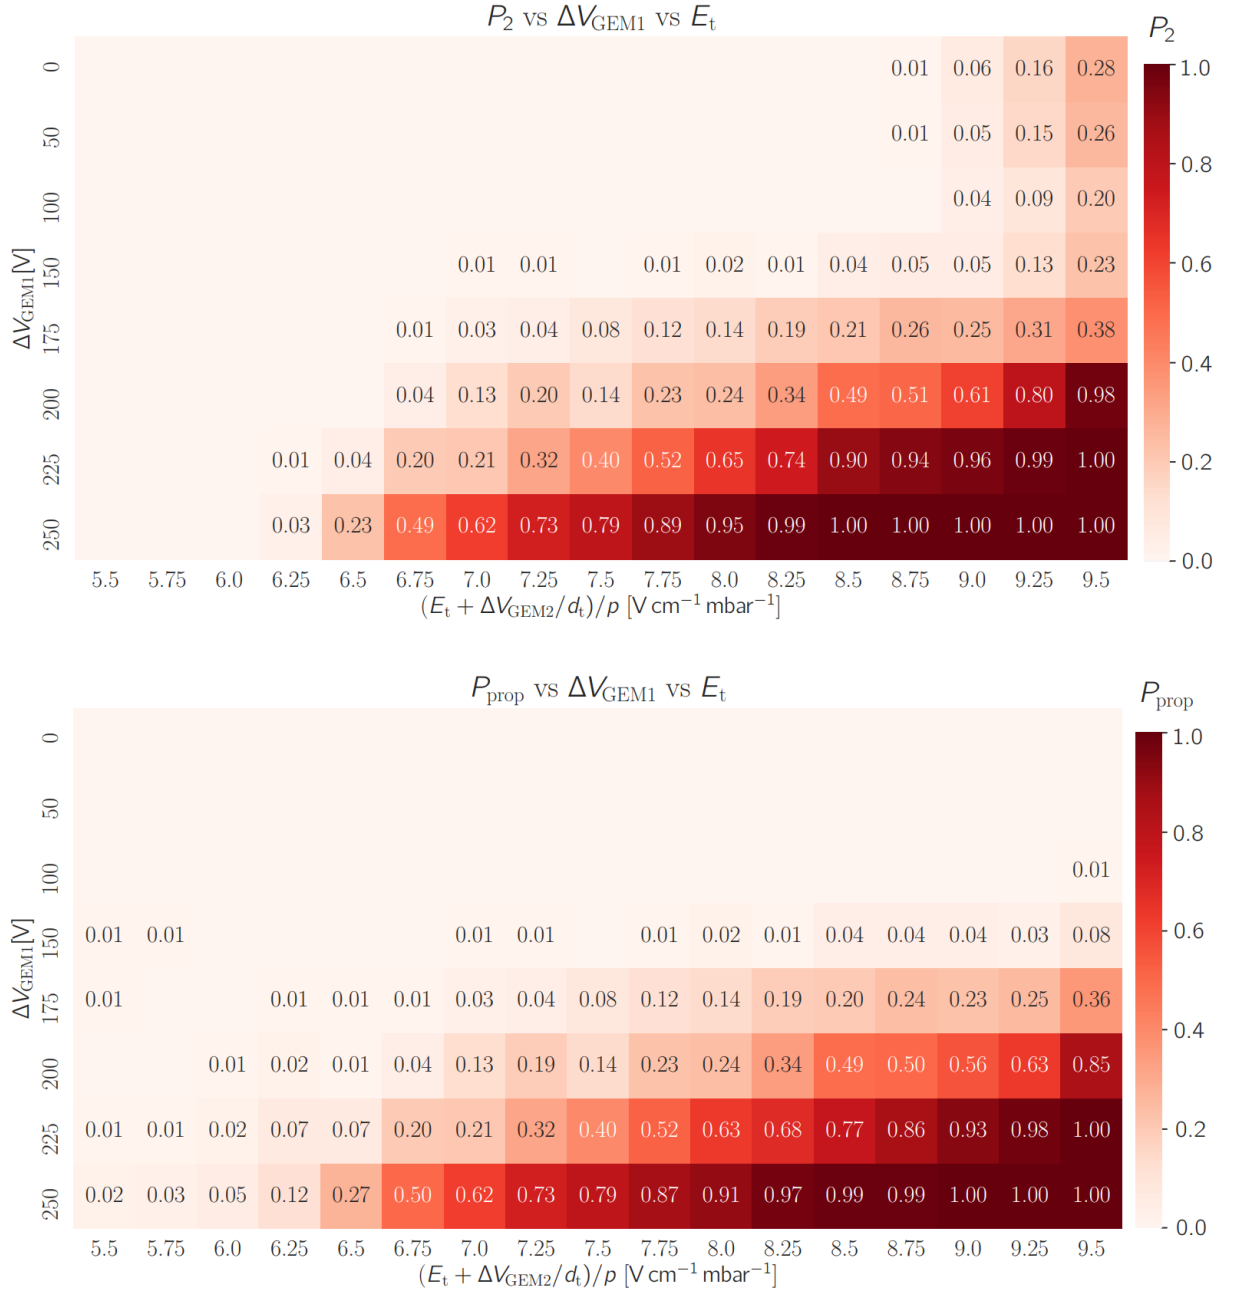 P₂ vs ΔV_GEM1 vs E_t
P₂
0 0.01 0.06 0.16 0.28 1.0
50 0.01 0.05 0.15 0.26 0.8
100 0.04 0.09 0.20
ΔV_GEM1[V]
150 0.01 0.01 0.01 0.02 0.01 0.04 0.05 0.05 0.13 0.23 0.6
175 0.01 0.03 0.04 0.08 0.12 0.14 0.19 0.21 0.26 0.25 0.31 0.38 0.4
200 0.04 0.13 0.20 0.14 0.23 0.24 0.34 0.49 0.51 0.61 0.80 0.98
225 0.01 0.04 0.20 0.21 0.32 0.40 0.52 0.65 0.74 0.90 0.94 0.96 0.99 1.00 0.2
250 0.03 0.23 0.49 0.62 0.73 0.79 0.89 0.95 0.99 1.00 1.00 1.00 1.00 1.00 0.0
5.5 5.75 6.0 6.25 6.5 6.75 7.0 7.25 7.5 7.75 8.0 8.25 8.5 8.75 9.0 9.25 9.5
(E_t + ΔV_GEM2/d_t)/p [V cm⁻¹ mbar⁻¹]
P_prop vs ΔV_GEM1 vs E_t
P_prop
0 1.0
50 0.8
100 0.01
ΔV_GEM1[V]
150 0.01 0.01 0.01 0.01 0.01 0.02 0.01 0.04 0.04 0.04 0.03 0.08 0.6
175 0.01 0.01 0.01 0.01 0.03 0.04 0.08 0.12 0.14 0.19 0.20 0.24 0.23 0.25 0.36 0.4
200 0.01 0.02 0.01 0.04 0.13 0.19 0.14 0.23 0.24 0.34 0.49 0.50 0.56 0.63 0.85
225 0.01 0.01 0.02 0.07 0.07 0.20 0.21 0.32 0.40 0.52 0.63 0.68 0.77 0.86 0.93 0.98 1.00 0.2
250 0.02 0.03 0.05 0.12 0.27 0.50 0.62 0.73 0.79 0.87 0.91 0.97 0.99 0.99 1.00 1.00 1.00 0.0
5.5 5.75 6.0 6.25 6.5 6.75 7.0 7.25 7.5 7.75 8.0 8.25 8.5 8.75 9.0 9.25 9.5
(E_t + ΔV_GEM2/d_t)/p [V cm⁻¹ mbar⁻¹]